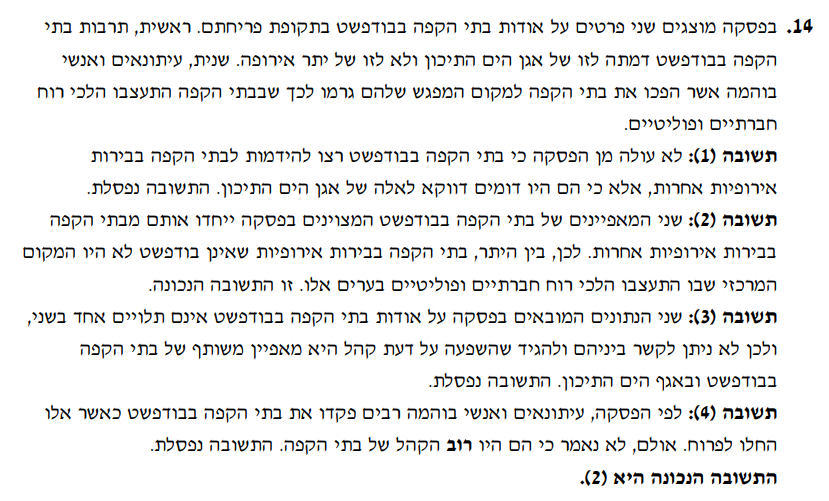 14. בפסקה מוצגים שני פרטים על אודות בתי הקפה בבודפשט בתקופת פריחתם. ראשית, תרבות בתי
הקפה בבודפשט דמתה לזו של אגן הים התיכון ולא לזו של יתר אירופה. שנית, עיתונאים ואנשי
בוהמה אשר הפכו את בתי הקפה למקום המפגש שלהם גרמו לכך שבבתי הקפה התעצבו הלכי רוח
חברתיים ופוליטיים.
תשובה (1): לא עולה מן הפסקה כי בתי הקפה בבודפשט רצו להידמות לבתי הקפה בבירות
אירופיות אחרות, אלא כי הם היו דומים דווקא לאלה של אגן הים התיכון. התשובה נפסלת.
תשובה (2): שני המאפיינים של בתי הקפה בבודפשט המצוינים בפסקה ייחדו אותם מבתי הקפה
בבירות אירופיות אחרות. לכן, בין היתר, בתי הקפה בבירות אירופיות שאינן בודפשט לא היו המקום
המרכזי שבו התעצבו הלכי רוח חברתיים ופוליטיים בערים אלו. זו התשובה הנכונה.
תשובה (3): שני הנתונים המובאים בפסקה על אודות בתי הקפה בבודפשט אינם תלויים אחד בשני,
ולכן לא ניתן לקשר ביניהם ולהגיד שהשפעה על דעת קהל היא מאפיין משותף של בתי הקפה
בבודפשט ובאגף הים התיכון. התשובה נפסלת.
תשובה (4): לפי הפסקה, עיתונאים ואנשי בוהמה רבים פקדו את בתי הקפה בבודפשט כאשר אלו
החלו לפרוח. אולם, לא נאמר כי הם היו רוב הקהל של בתי הקפה. התשובה נפסלת.
התשובה הנכונה היא (2).